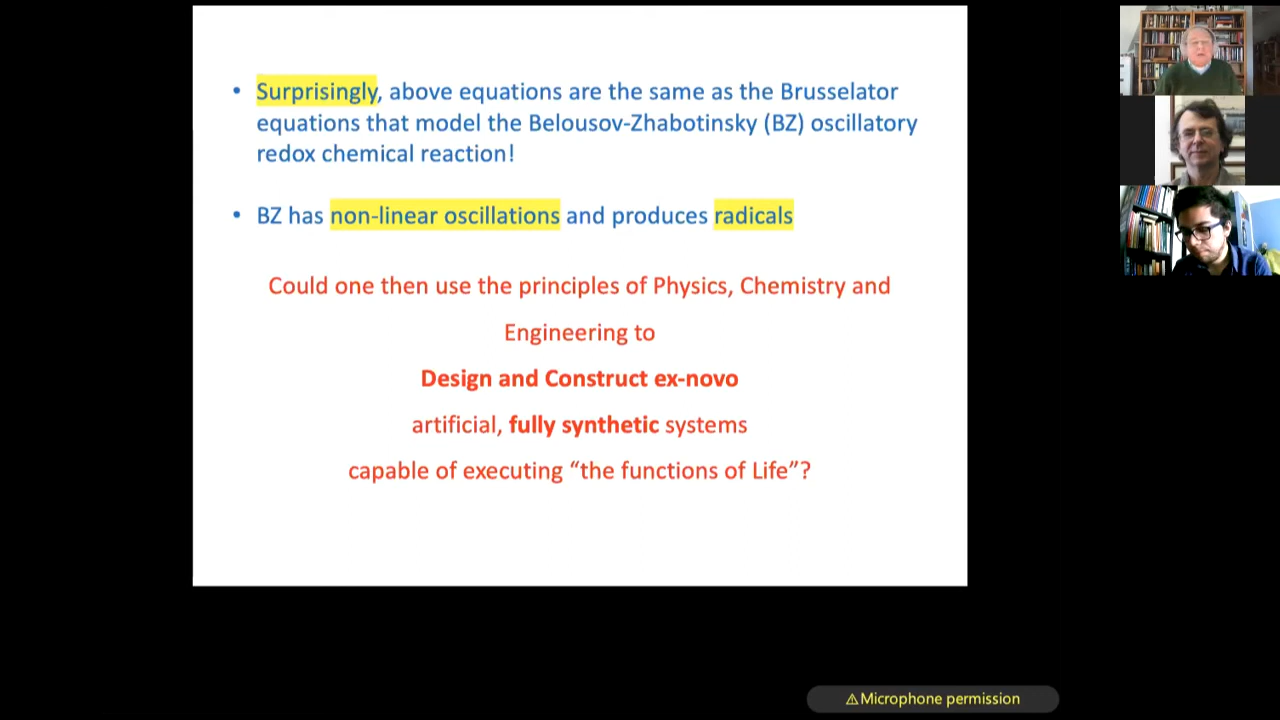 • Surprisingly, above equations are the same as the Brusselator
equations that model the Belousov-Zhabotinsky (BZ) oscillatory
redox chemical reaction!
• BZ has non-linear oscillations and produces radicals
Could one then use the principles of Physics, Chemistry and
Engineering to
Design and Construct ex-novo
artificial, fully synthetic systems
capable of executing “the functions of Life”?
⚠Microphone permission